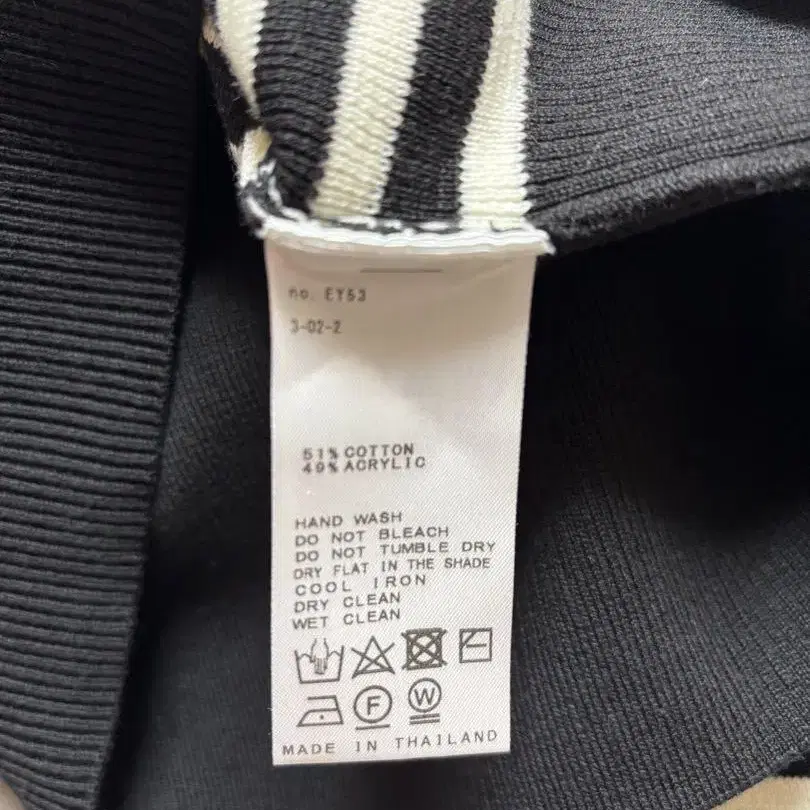 no. EY53
3-02-2
51% COTTON
49% ACRYLIC
HAND WASH
DO NOT BLEACH
DO NOT TUMBLE DRY
DRY FLAT IN THE SHADE
COOL IRON
DRY CLEAN
WET CLEAN
F W
MADE IN THAILAND